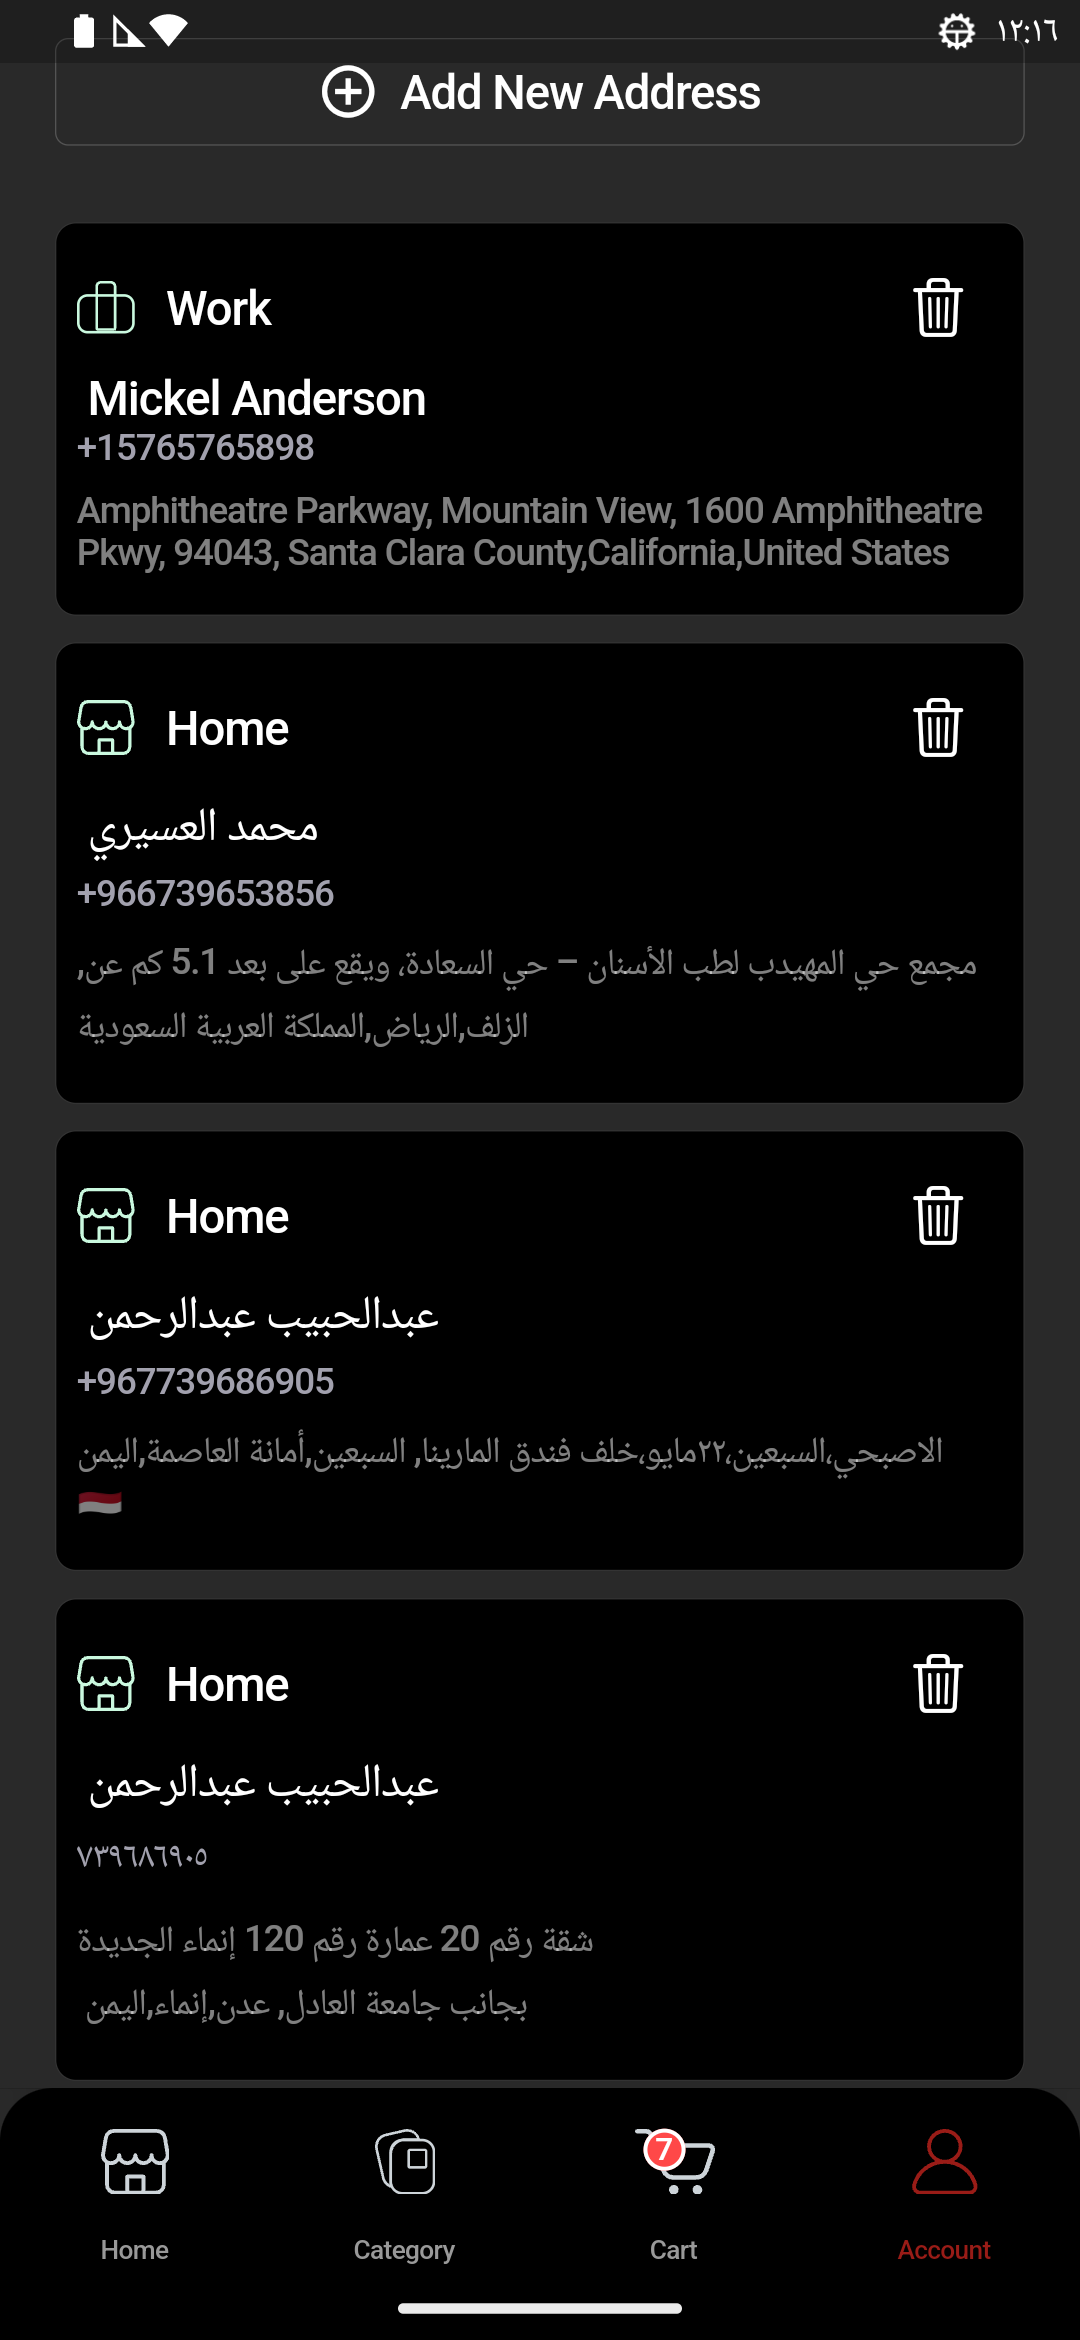 ١٢:١٦
Add New Address
Work
Mickel Anderson
+15765765898
Amphitheatre Parkway, Mountain View, 1600 Amphitheatre
Pkwy, 94043, Santa Clara County,California,United States
Home
محمد العسيري
+966739653856
مجمع حي المهيدب لطب الأسنان – حي السعادة، ويقع على بعد 5.1 كم عن,
الزلف,الرياض,المملكة العربية السعودية
Home
عبدالحبيب عبدالرحمن
+967739686905
الاصبحي،السبعين،٢٢مايو،خلف فندق المارينا, السبعين,أمانة العاصمة,اليمن
🇾🇪
Home
عبدالحبيب عبدالرحمن
٧٣٩٦٨٦٩٠٥
شقة رقم 20 عمارة رقم 120 إنماء الجديدة
بجانب جامعة العادل, عدن,إنماء,اليمن
7
Home
Category
Cart
Account